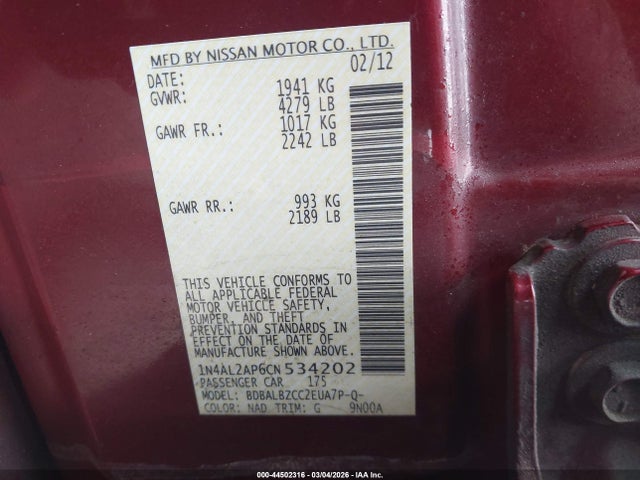 MFD BY NISSAN MOTOR CO., LTD.
DATE: 02/12
GVWR: 1941 KG
4279 LB
GAWR FR.: 1017 KG
2242 LB
GAWR RR.: 993 KG
2189 LB
THIS VEHICLE CONFORMS TO
ALL APPLICABLE FEDERAL
MOTOR VEHICLE SAFETY,
BUMPER, AND THEFT
PREVENTION STANDARDS IN
EFFECT ON THE DATE OF
MANUFACTURE SHOWN ABOVE.
1N4AL2AP6CN534202
PASSENGER CAR 175
MODEL: BDBALBZCCZEUA7P-Q-
COLOR: NAD TRIM: G 9N00A
000-44502316 | 03/04/2026 - IAA Inc.